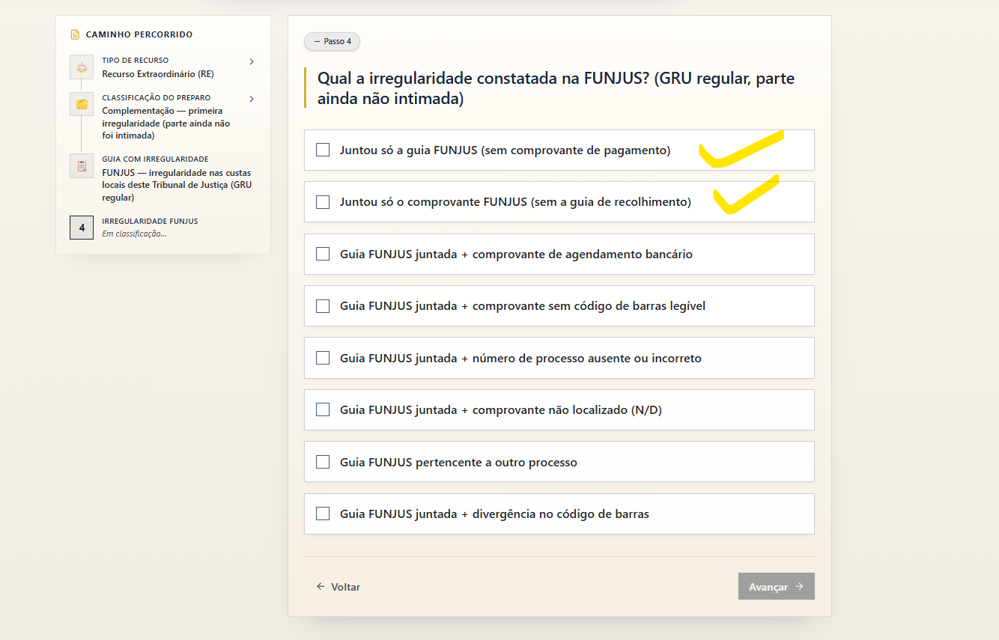 CAMINHO PERCORRIDO
TIPO DE RECURSO
Recurso Extraordinário (RE)
CLASSIFICAÇÃO DO PREPARO
Complementação — primeira
irregularidade (parte ainda não
foi intimada)
GUIA COM IRREGULARIDADE
FUNJUS — irregularidade nas custas
locais deste Tribunal de Justiça (GRU
regular)
4
IRREGULARIDADE FUNJUS
Em classificação...
— Passo 4
Qual a irregularidade constatada na FUNJUS? (GRU regular, parte
ainda não intimada)
Juntou só a guia FUNJUS (sem comprovante de pagamento)
Juntou só o comprovante FUNJUS (sem a guia de recolhimento)
Guia FUNJUS juntada + comprovante de agendamento bancário
Guia FUNJUS juntada + comprovante sem código de barras legível
Guia FUNJUS juntada + número de processo ausente ou incorreto
Guia FUNJUS juntada + comprovante não localizado (N/D)
Guia FUNJUS pertencente a outro processo
Guia FUNJUS juntada + divergência no código de barras
← Voltar
Avançar →